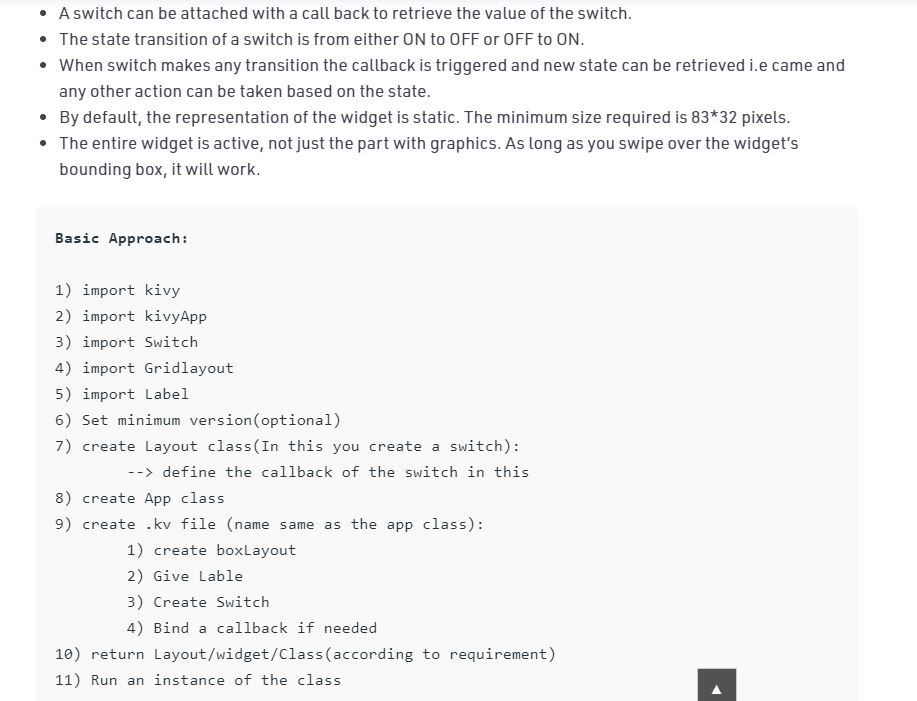 • A switch can be attached with a call back to retrieve the value of the switch.
• The state transition of a switch is from either ON to OFF or OFF to ON.
• When switch makes any transition the callback is triggered and new state can be retrieved i.e came and
any other action can be taken based on the state.
• By default, the representation of the widget is static. The minimum size required is 83*32 pixels.
• The entire widget is active, not just the part with graphics. As long as you swipe over the widget's
bounding box, it will work.
Basic Approach:
1) import kivy
2) import kivyApp
3) import Switch
4) import Gridlayout
5) import Label
6) Set minimum version(optional)
7) create Layout class(In this you create a switch):
--> define the callback of the switch in this
8) create App class
9) create .kv file (name same as the app class):
1) create boxLayout
2) Give Lable
3) Create Switch
4) Bind a callback if needed
10) return Layout/widget/Class(according to requirement)
11) Run an instance of the class